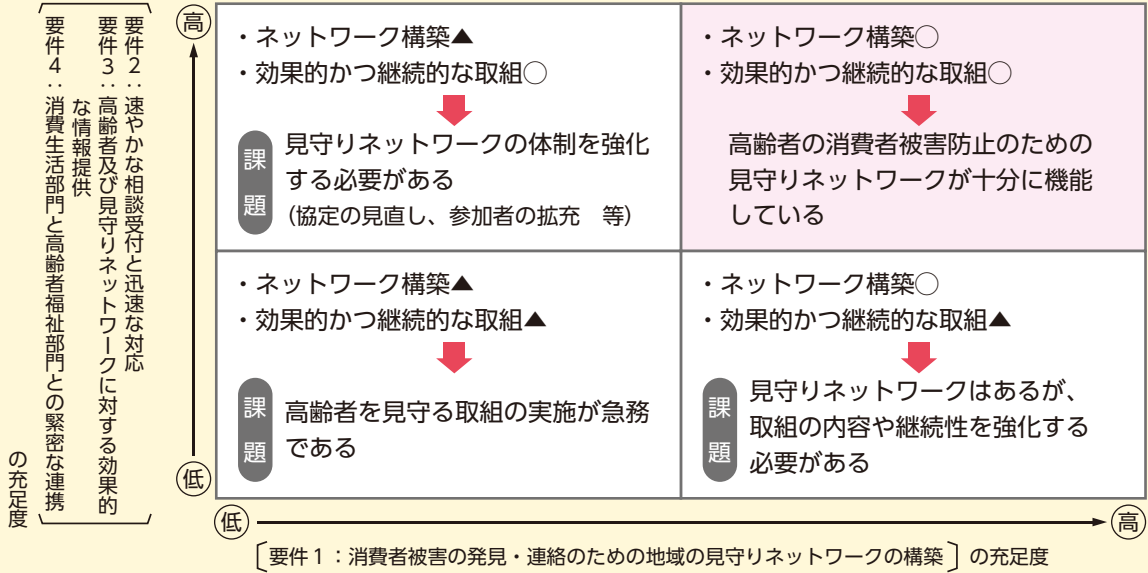 要件2：速やかな相談受付と迅速な対応
要件3：高齢者及び見守りネットワークに対する効果的
な情報提供
要件4：消費生活部門と高齢者福祉部門との緊密な連携
の充足度
高
低
・ネットワーク構築▲
・効果的かつ継続的な取組○
課題
見守りネットワークの体制を強化
する必要がある
（協定の見直し、参加者の拡充　等）
・ネットワーク構築○
・効果的かつ継続的な取組○
高齢者の消費者被害防止のための
見守りネットワークが十分に機能
している
・ネットワーク構築▲
・効果的かつ継続的な取組▲
課題
高齢者を見守る取組の実施が急務
である
・ネットワーク構築○
・効果的かつ継続的な取組▲
課題
見守りネットワークはあるが、
取組の内容や継続性を強化する
必要がある
低
高
〔要件1：消費者被害の発見・連絡のための地域の見守りネットワークの構築〕の充足度